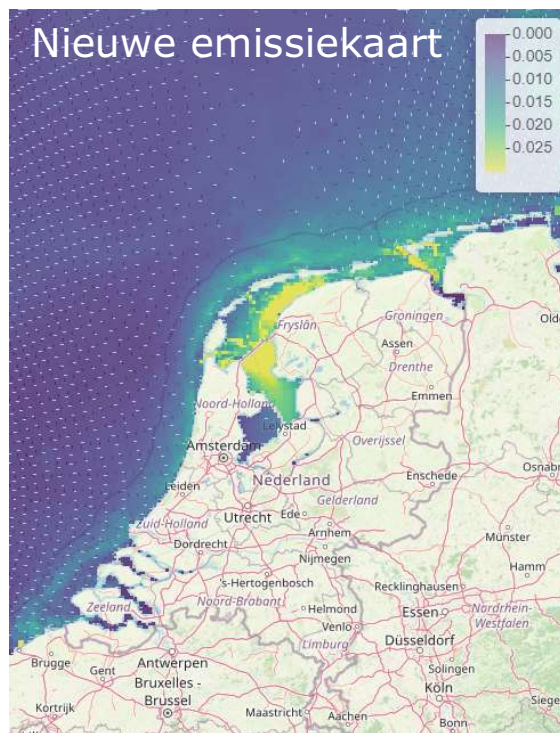 Nieuwe emissiekaart
0.000
0.005
0.010
0.015
0.020
0.025
Fryslân
Groningen
Assen
Drenthe
Emmen
Noord-Holland
Lelystad
Amsterdam
Overijssel
Leiden
Nederland
Enschede
Osnab
Gelderland
Utrecht
Ede
Zuid-Holland
Arnhem
Dordrecht
Nijmegen
Münster
Hamm
's-Hertogenbosch
Recklinghausen
Zeeland
Noord-Brabant
Helmond
Essen
Nordrhein-
Westfalen
Venlo
Limburg
Düsseldorf
Brugge
Antwerpen
Solingen
Gent
Bruxelles -
Brussel
Köln
Siege
Kortrijk
Maastricht
Aachen
Bonn